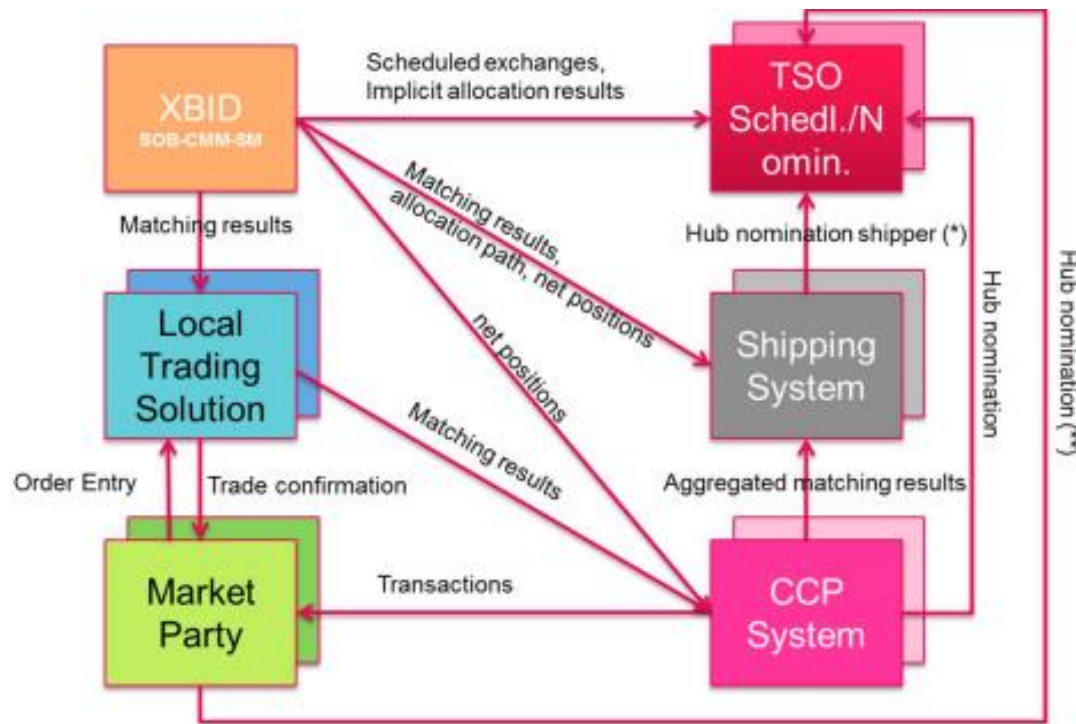 XBID
SOB-CMM-SM
Scheduled exchanges,
Implicit allocation results
TSO
Schedl./N
omin.
Matching results
Matching results,
allocation path, net positions
Hub nomination shipper (*)
Hub nomination
Hub nomination (**)
net positions
Local
Trading
Solution
Shipping
System
Matching results
Order Entry
Trade confirmation
Aggregated matching results
Market
Party
Transactions
CCP
System